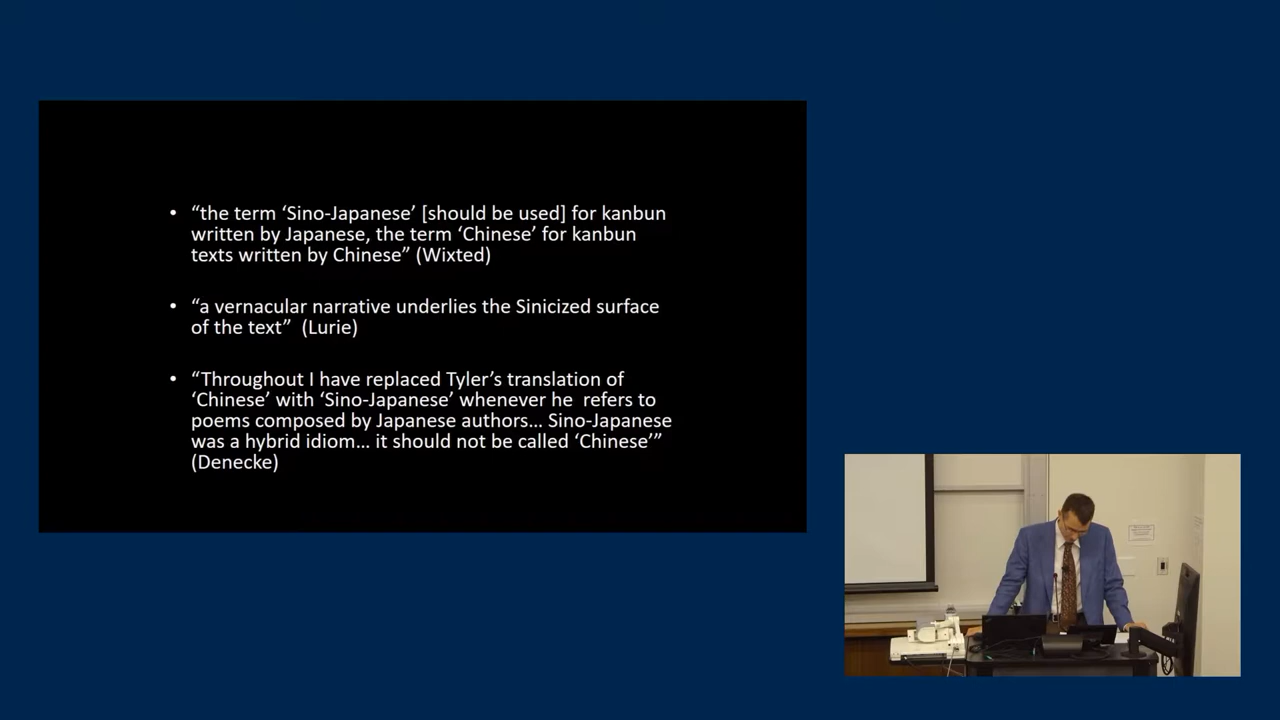 • “the term ‘Sino-Japanese’ [should be used] for kanbun
written by Japanese, the term ‘Chinese’ for kanbun
texts written by Chinese” (Wixted)
• “a vernacular narrative underlies the Sinicized surface
of the text”  (Lurie)
• “Throughout I have replaced Tyler’s translation of
‘Chinese’ with ‘Sino-Japanese’ whenever he  refers to
poems composed by Japanese authors... Sino-Japanese
was a hybrid idiom... it should not be called ‘Chinese’”
(Denecke)